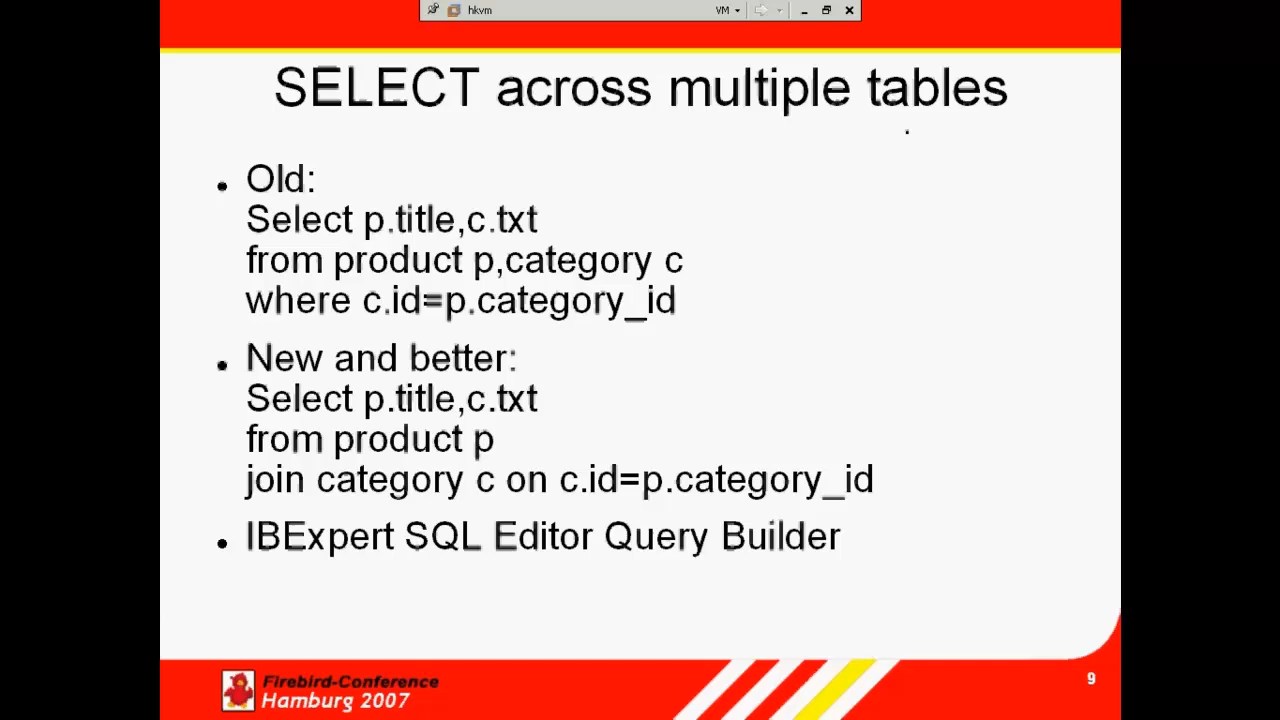 hkvm
VM
SELECT across multiple tables
• Old:
Select p.title,c.txt
from product p,category c
where c.id=p.category_id
• New and better:
Select p.title,c.txt
from product p
join category c on c.id=p.category_id
• IBExpert SQL Editor Query Builder
Firebird-Conference
Hamburg 2007
9